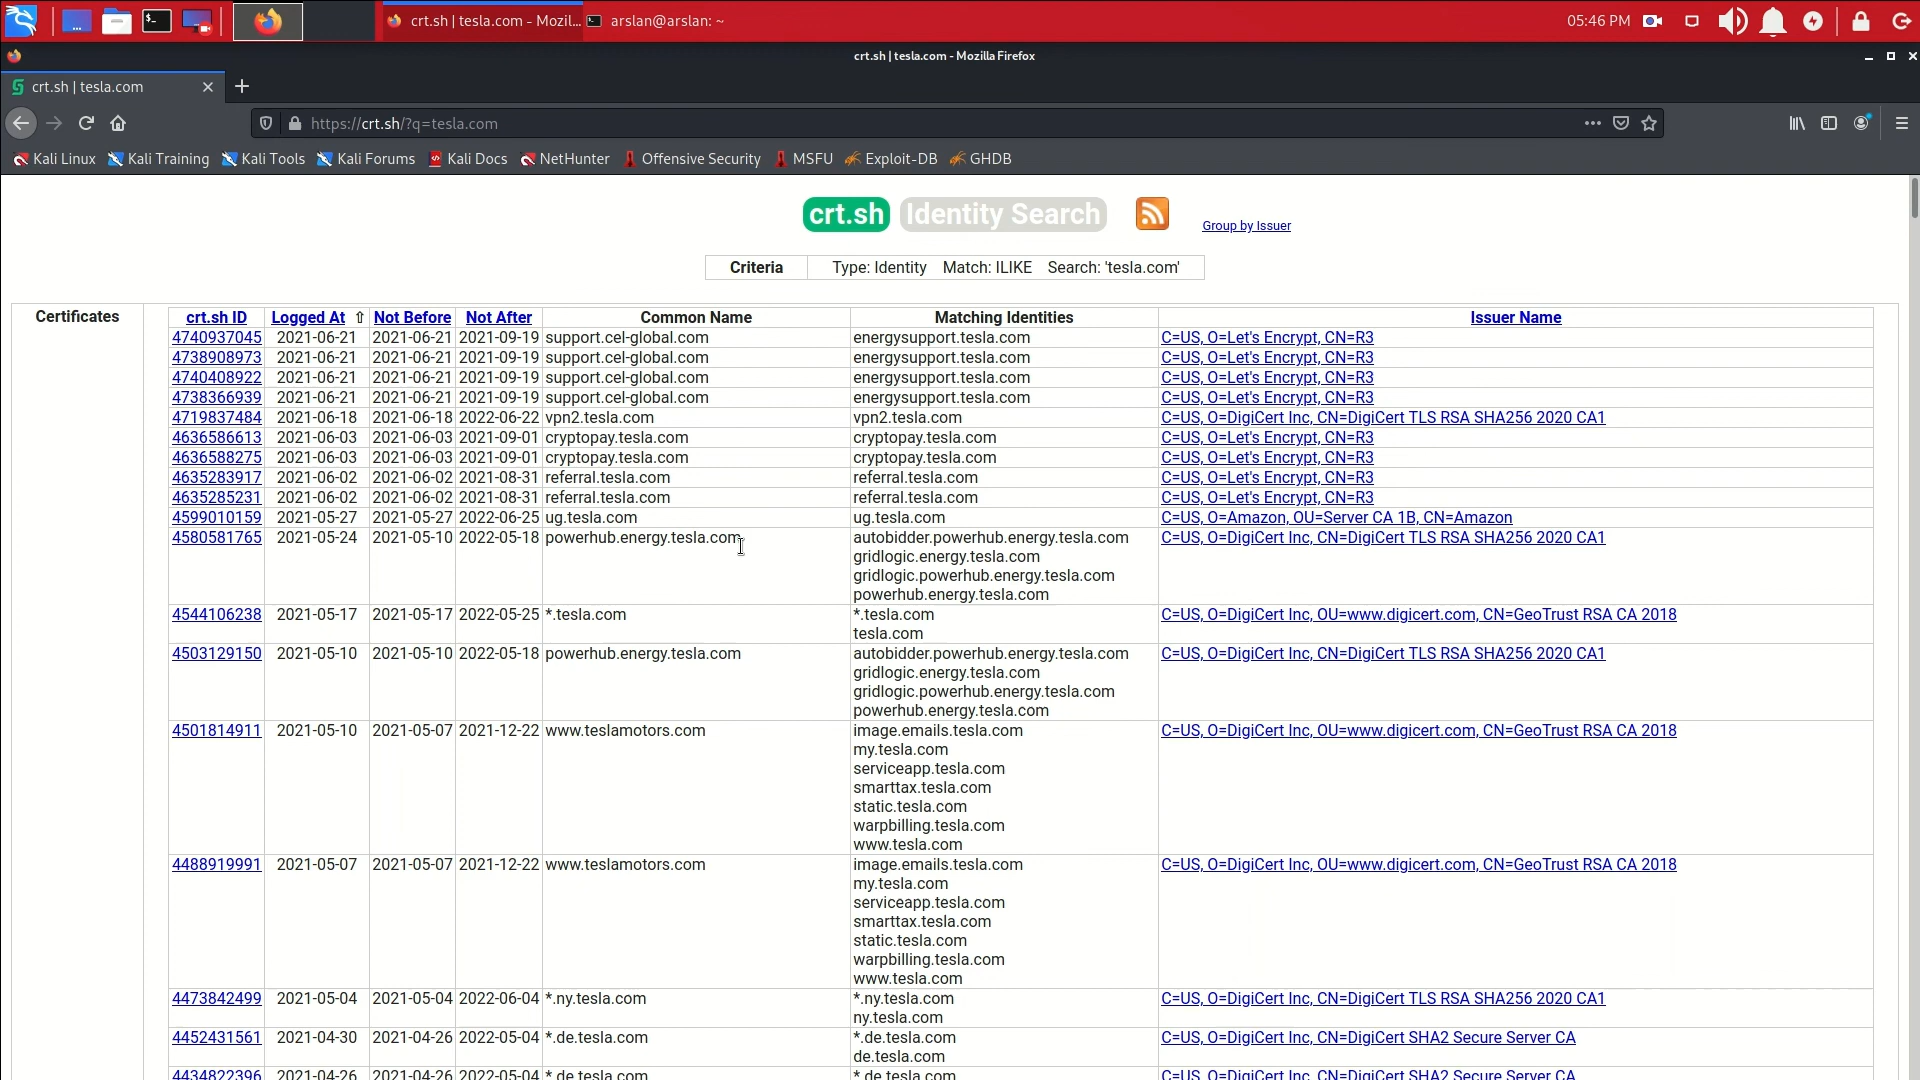 crt.sh | tesla.com - Mozil...
arslan@arslan: ~
05:46 PM
crt.sh | tesla.com - Mozilla Firefox
crt.sh | tesla.com
https://crt.sh/?q=tesla.com
Kali Linux Kali Training Kali Tools Kali Forums Kali Docs NetHunter Offensive Security MSFU Exploit-DB GHDB
crt.sh Identity Search Group by Issuer
Criteria Type: Identity Match: ILIKE Search: 'tesla.com'
Certificates crt.sh ID Logged At ⇧ Not Before Not After Common Name Matching Identities Issuer Name
4740937045 2021-06-21 2021-06-21 2021-09-19 support.cel-global.com energysupport.tesla.com C=US, O=Let's Encrypt, CN=R3
4738908973 2021-06-21 2021-06-21 2021-09-19 support.cel-global.com energysupport.tesla.com C=US, O=Let's Encrypt, CN=R3
4740408922 2021-06-21 2021-06-21 2021-09-19 support.cel-global.com energysupport.tesla.com C=US, O=Let's Encrypt, CN=R3
4738366939 2021-06-21 2021-06-21 2021-09-19 support.cel-global.com energysupport.tesla.com C=US, O=Let's Encrypt, CN=R3
4719837484 2021-06-18 2021-06-18 2022-06-22 vpn2.tesla.com vpn2.tesla.com C=US, O=DigiCert Inc, CN=DigiCert TLS RSA SHA256 2020 CA1
4636586613 2021-06-03 2021-06-03 2021-09-01 cryptopay.tesla.com cryptopay.tesla.com C=US, O=Let's Encrypt, CN=R3
4636588275 2021-06-03 2021-06-03 2021-09-01 cryptopay.tesla.com cryptopay.tesla.com C=US, O=Let's Encrypt, CN=R3
4635283917 2021-06-02 2021-06-02 2021-08-31 referral.tesla.com referral.tesla.com C=US, O=Let's Encrypt, CN=R3
4635285231 2021-06-02 2021-06-02 2021-08-31 referral.tesla.com referral.tesla.com C=US, O=Let's Encrypt, CN=R3
4599010159 2021-05-27 2021-05-27 2022-06-25 ug.tesla.com ug.tesla.com C=US, O=Amazon, OU=Server CA 1B, CN=Amazon
4580581765 2021-05-24 2021-05-10 2022-05-18 powerhub.energy.tesla.com autobidder.powerhub.energy.tesla.com C=US, O=DigiCert Inc, CN=DigiCert TLS RSA SHA256 2020 CA1
gridlogic.energy.tesla.com
gridlogic.powerhub.energy.tesla.com
powerhub.energy.tesla.com
4544106238 2021-05-17 2021-05-17 2022-05-25 *.tesla.com *.tesla.com C=US, O=DigiCert Inc, OU=www.digicert.com, CN=GeoTrust RSA CA 2018
tesla.com
4503129150 2021-05-10 2021-05-10 2022-05-18 powerhub.energy.tesla.com autobidder.powerhub.energy.tesla.com C=US, O=DigiCert Inc, CN=DigiCert TLS RSA SHA256 2020 CA1
gridlogic.energy.tesla.com
gridlogic.powerhub.energy.tesla.com
powerhub.energy.tesla.com
4501814911 2021-05-10 2021-05-07 2021-12-22 www.teslamotors.com image.emails.tesla.com C=US, O=DigiCert Inc, OU=www.digicert.com, CN=GeoTrust RSA CA 2018
my.tesla.com
serviceapp.tesla.com
smarttax.tesla.com
static.tesla.com
warpbilling.tesla.com
www.tesla.com
4488919991 2021-05-07 2021-05-07 2021-12-22 www.teslamotors.com image.emails.tesla.com C=US, O=DigiCert Inc, OU=www.digicert.com, CN=GeoTrust RSA CA 2018
my.tesla.com
serviceapp.tesla.com
smarttax.tesla.com
static.tesla.com
warpbilling.tesla.com
www.tesla.com
4473842499 2021-05-04 2021-05-04 2022-06-04 *.ny.tesla.com *.ny.tesla.com C=US, O=DigiCert Inc, CN=DigiCert TLS RSA SHA256 2020 CA1
ny.tesla.com
4452431561 2021-04-30 2021-04-26 2022-05-04 *.de.tesla.com *.de.tesla.com C=US, O=DigiCert Inc, CN=DigiCert SHA2 Secure Server CA
de.tesla.com
4434822396 2021-04-26 2021-04-26 2022-05-04 *.de.tesla.com *.de.tesla.com C=US, O=DigiCert Inc, CN=DigiCert SHA2 Secure Server CA